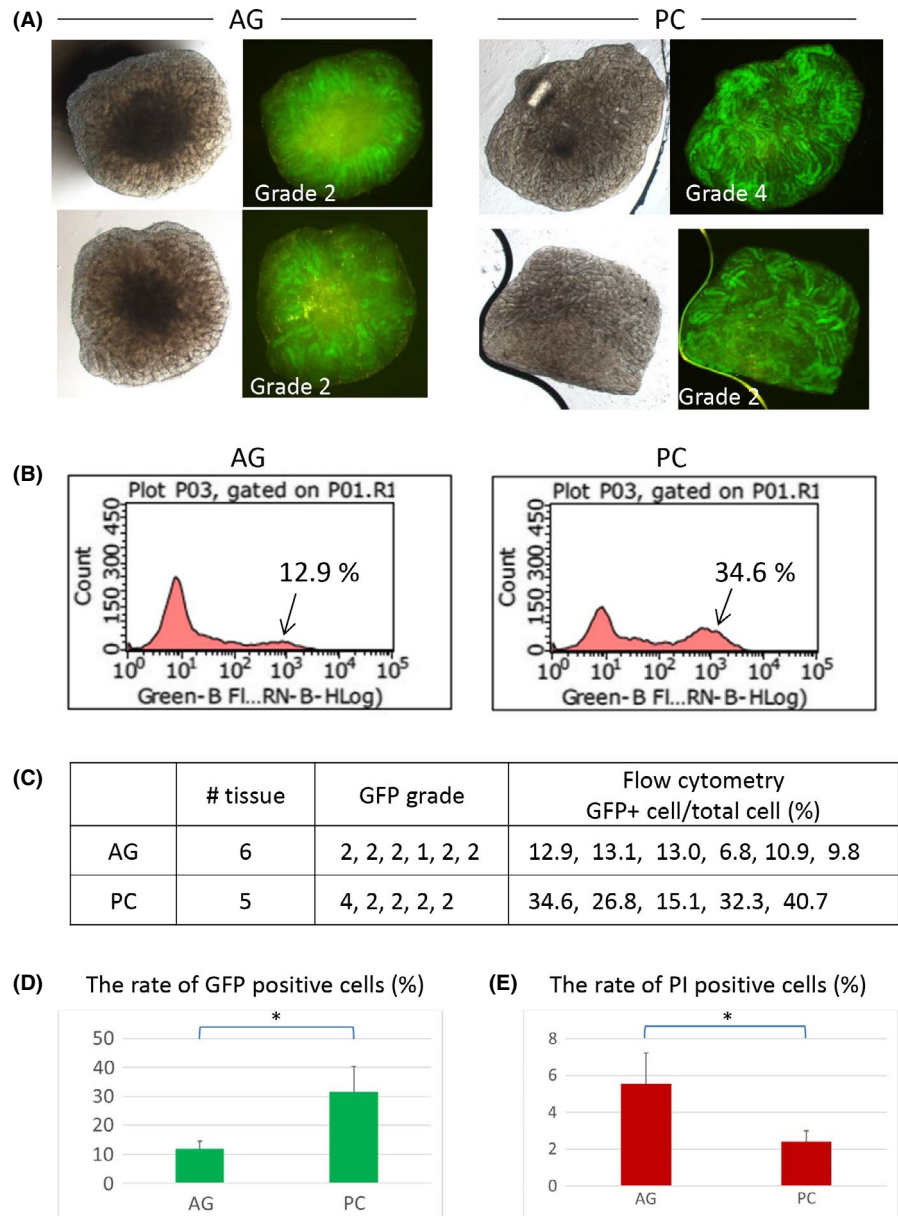 (A)
AG
PC
Grade 2
Grade 4
Grade 2
Grade 2
(B)
AG
PC
Plot P03, gated on P01.R1
Count
450
300
150
0
12.9 %
10^0 10^1 10^2 10^3 10^4 10^5
Green-B Fl...RN-B-HLog)
Plot P03, gated on P01.R1
Count
450
300
150
0
34.6 %
10^0 10^1 10^2 10^3 10^4 10^5
Green-B Fl...RN-B-HLog)
(C)
# tissue
GFP grade
Flow cytometry
GFP+ cell/total cell (%)
AG 6 2, 2, 2, 1, 2, 2 12.9, 13.1, 13.0, 6.8, 10.9, 9.8
PC 5 4, 2, 2, 2, 2 34.6, 26.8, 15.1, 32.3, 40.7
(D) The rate of GFP positive cells (%)
*
50
40
30
20
10
0
AG PC
(E) The rate of PI positive cells (%)
*
8
6
4
2
0
AG PC